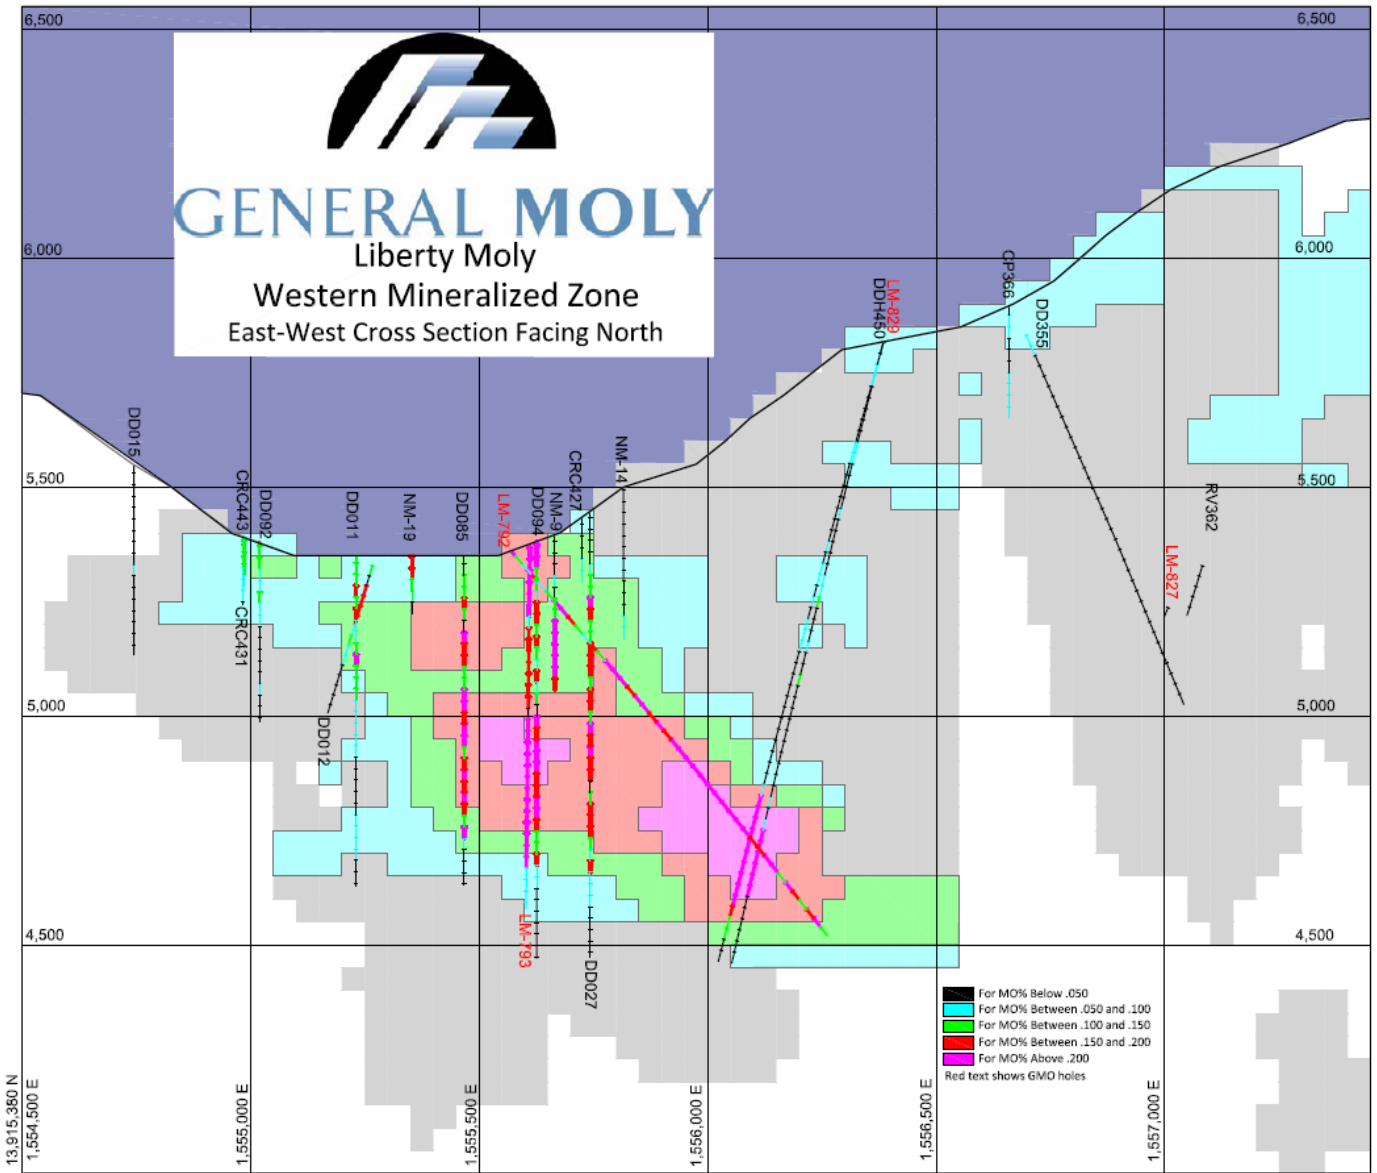 6,500
6,500
GENERAL MOLY
Liberty Moly
Western Mineralized Zone
East-West Cross Section Facing North
6,000
6,000
CP366
LM-829
DDH450
DD355
DD015
NM-14
CRC427
5,500
5,500
CRC443
DD092
DD011
NM-19
DD085
LM-792
DD094
NM-9
RV362
LM-827
CRC431
5,000
5,000
DD012
4,500
4,500
LM-793
DD027
For MO% Below .050
For MO% Between .050 and .100
For MO% Between .100 and .150
For MO% Between .150 and .200
For MO% Above .200
Red text shows GMO holes
13,915,380 N
1,554,500 E
1,555,000 E
1,555,500 E
1,556,000 E
1,556,500 E
1,557,000 E